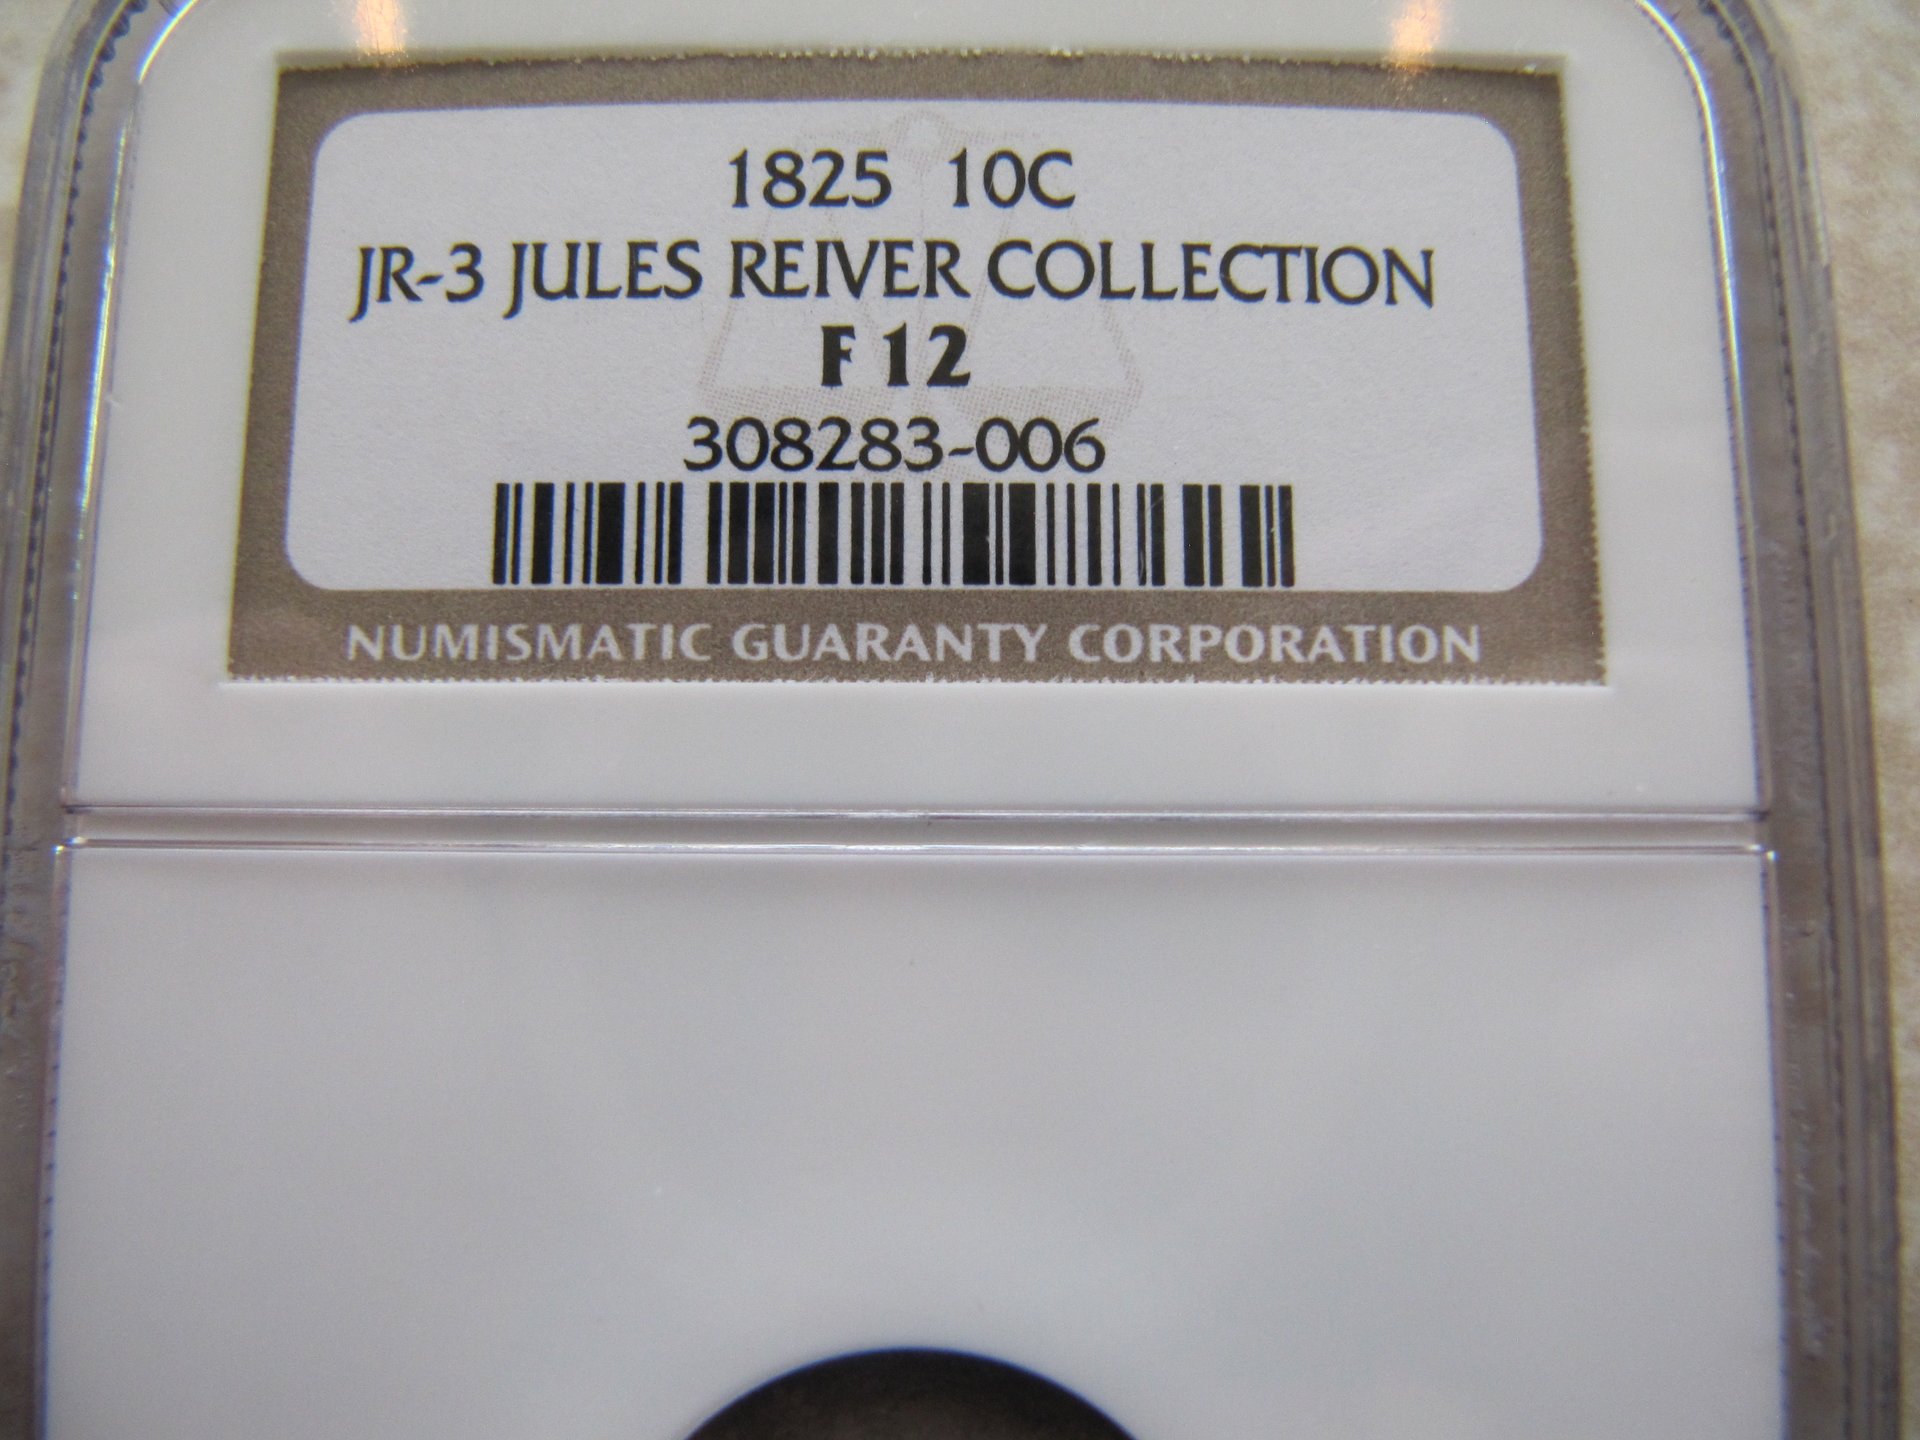 1825 10C
JR-3 JULES REIVER COLLECTION
F 12
308283-006
NUMISMATIC GUARANTY CORPORATION